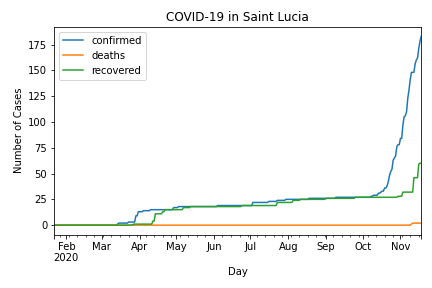 COVID-19 in Saint Lucia
confirmed
deaths
recovered
Number of Cases
175
150
125
100
75
50
25
0
Feb Mar Apr May Jun Jul Aug Sep Oct Nov
2020
Day